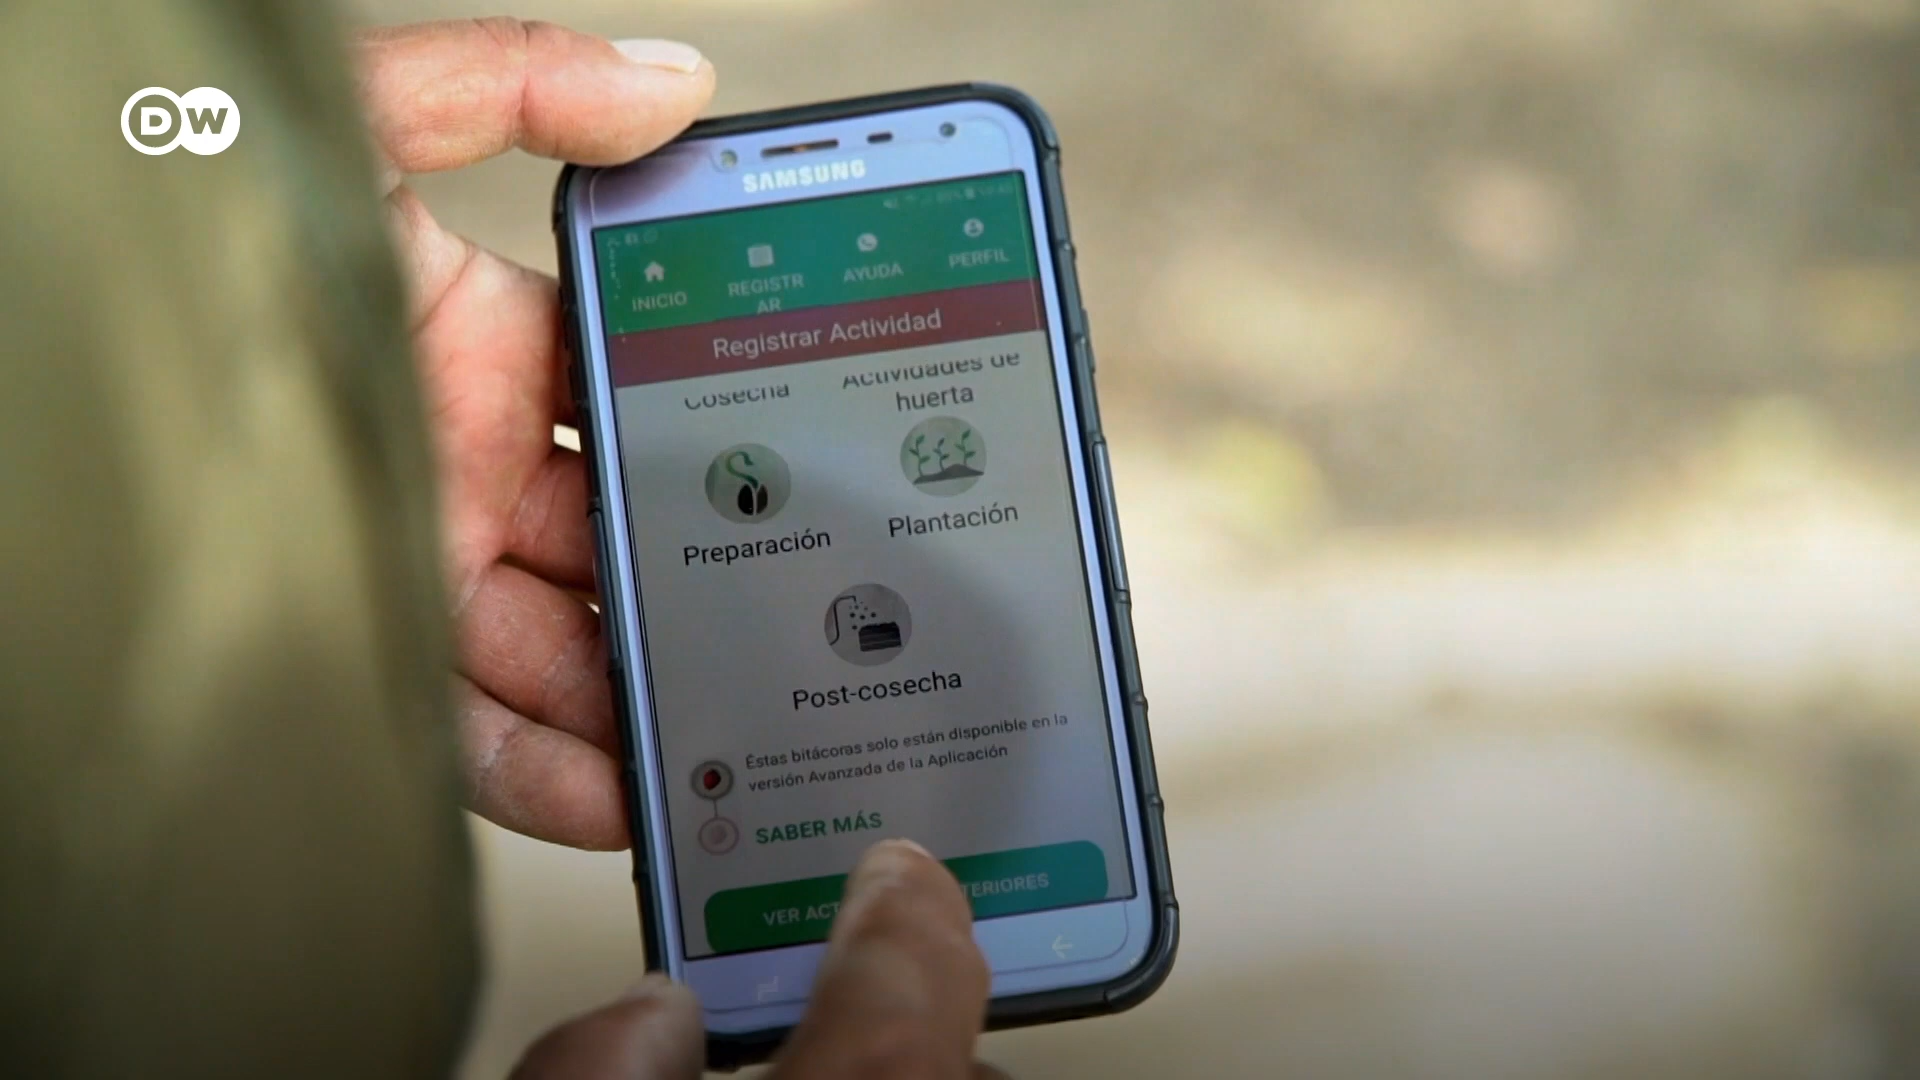 DW
SAMSUNG
INICIO
REGISTR
AR
AYUDA
PERFIL
Registrar Actividad
Cosecha
Actividades de
huerta
Preparación
Plantación
Post-cosecha
Éstas bitácoras solo están disponible en la
versión Avanzada de la Aplicación
SABER MÁS
VER ACT TERIORES